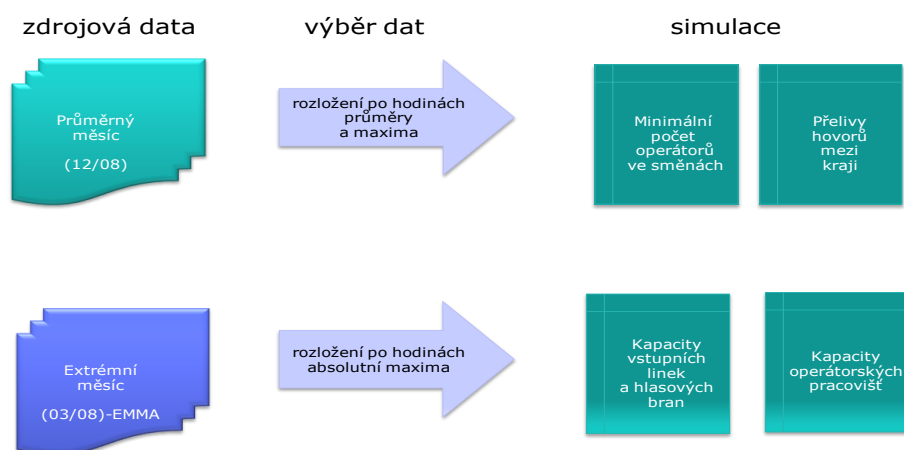 zdrojová data
výběr dat
simulace
Průměrný
měsíc
(12/08)
rozložení po hodinách
průměry
a maxima
Minimální
počet
operátorů
ve směnách
Přelivy
hovorů
mezi
kraji
Extrémní
měsíc
(03/08)-EMMA
rozložení po hodinách
absolutní maxima
Kapacity
vstupních
linek
a hlasových
bran
Kapacity
operátorských
pracovišť